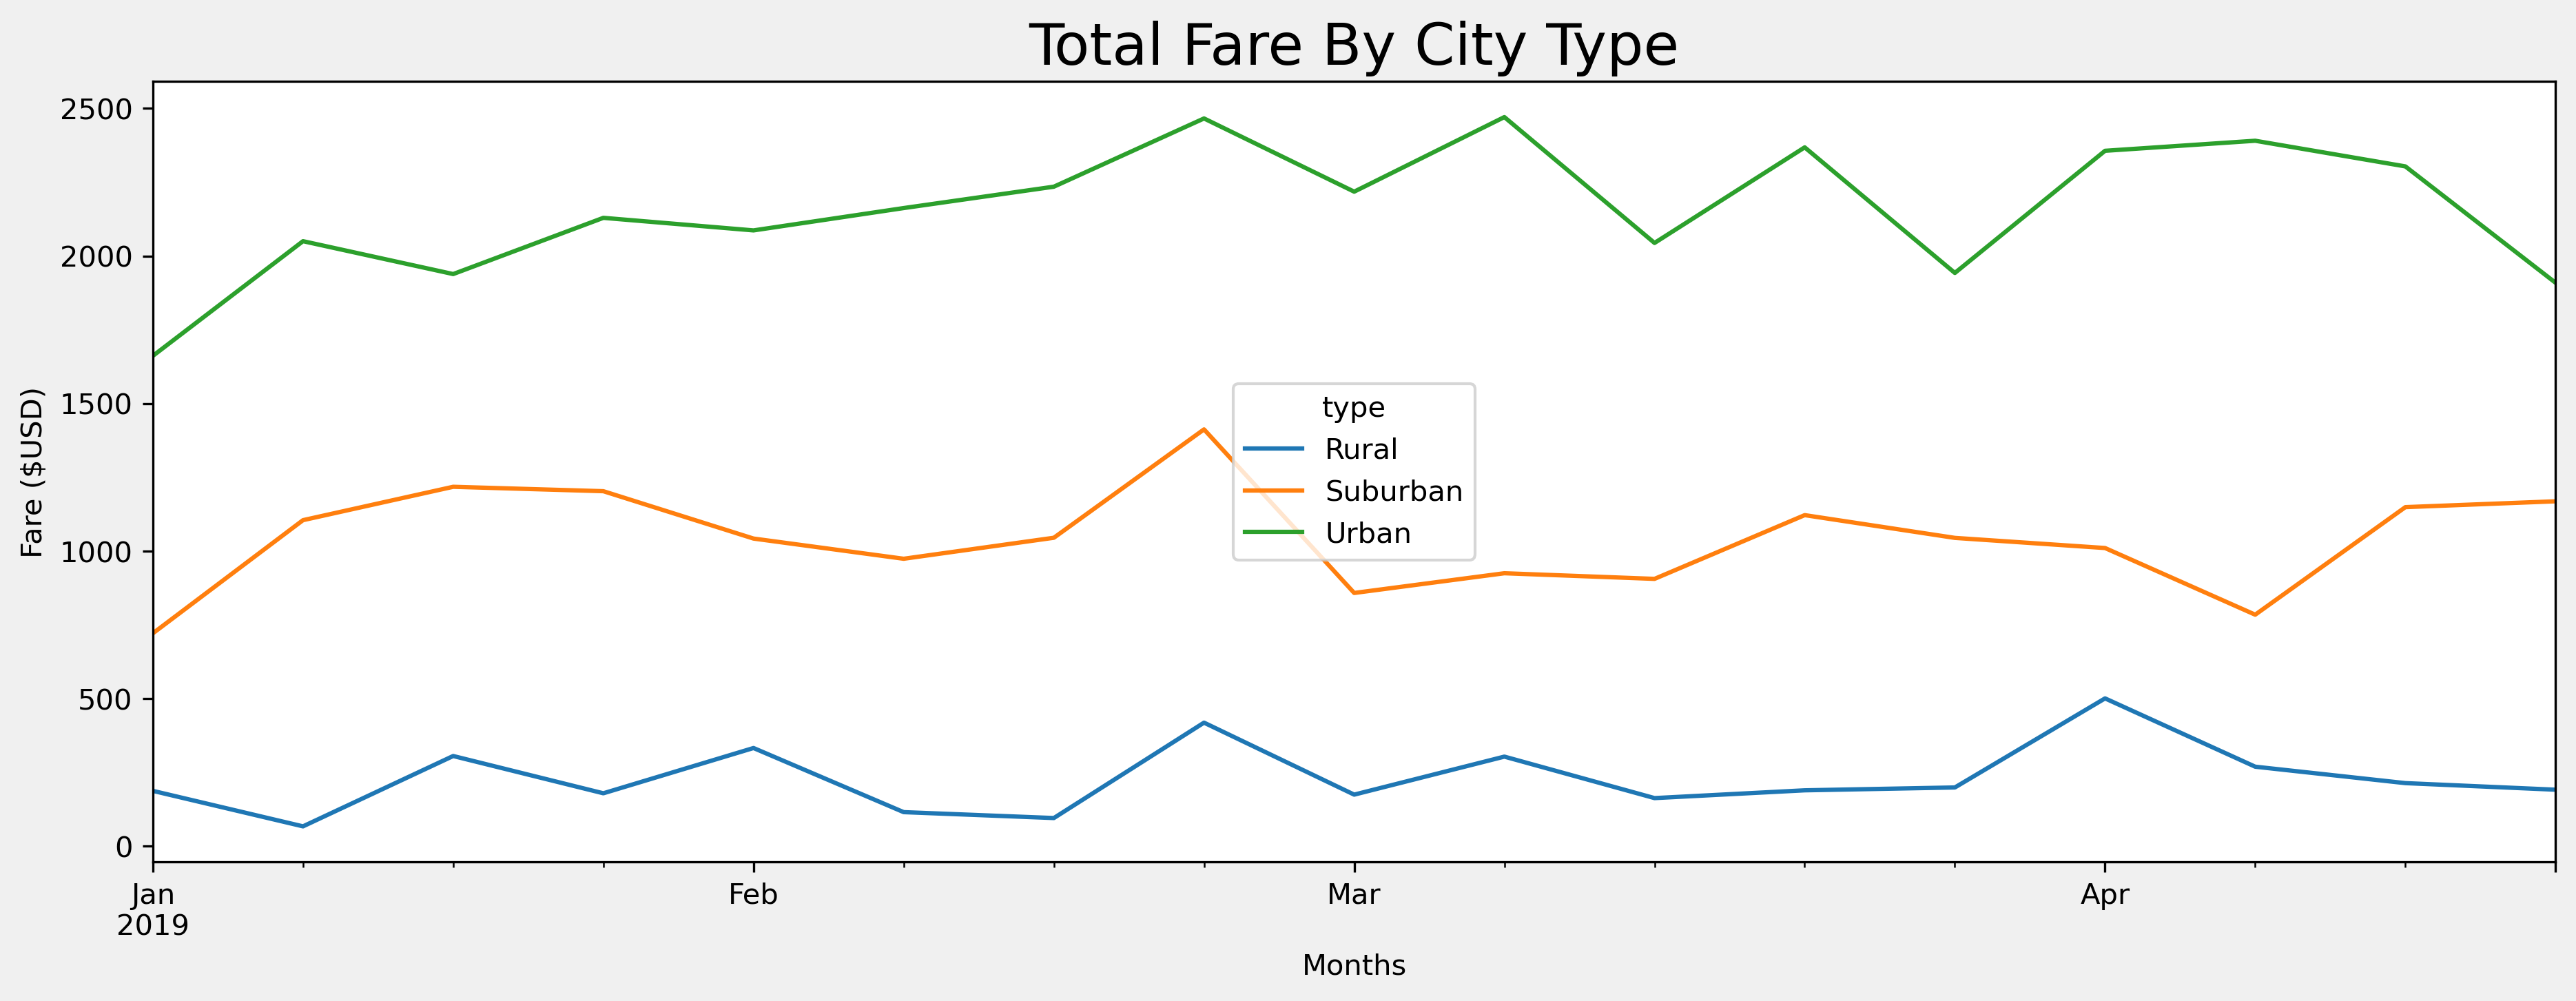 Total Fare By City Type
2500
2000
1500
1000
500
0
Fare ($USD)
type
Rural
Suburban
Urban
Jan
2019
Feb
Mar
Apr
Months